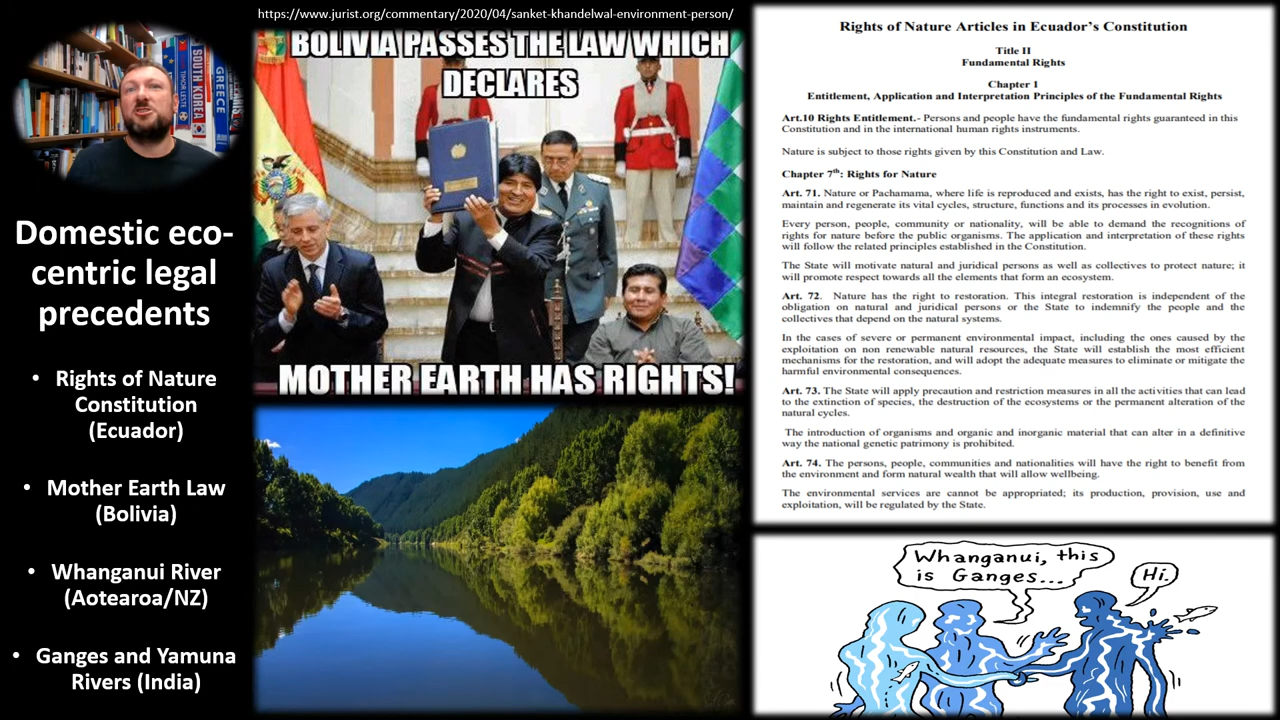 https://www.jurist.org/commentary/2020/04/sanket-khandelwal-environment-person/
SOUTH KOREA
GREECE
TIMOR LESTE
Domestic eco-
centric legal
precedents
• Rights of Nature
Constitution
(Ecuador)
• Mother Earth Law
(Bolivia)
• Whanganui River
(Aotearoa/NZ)
• Ganges and Yamuna
Rivers (India)
BOLIVIA PASSES THE LAW WHICH
DECLARES
MOTHER EARTH HAS RIGHTS!
Rights of Nature Articles in Ecuador's Constitution
Title II
Fundamental Rights
Chapter 1
Entitlement, Application and Interpretation Principles of the Fundamental Rights
Art.10 Rights Entitlement.- Persons and people have the fundamental rights guaranteed in this
Constitution and in the international human rights instruments.
Nature is subject to those rights given by this Constitution and Law.
Chapter 7th: Rights for Nature
Art. 71. Nature or Pachamama, where life is reproduced and exists, has the right to exist, persist,
maintain and regenerate its vital cycles, structure, functions and its processes in evolution.
Every person, people, community or nationality, will be able to demand the recognitions of
rights for nature before the public organisms. The application and interpretation of these rights
will follow the related principles established in the Constitution.
The State will motivate natural and juridical persons as well as collectives to protect nature; it
will promote respect towards all the elements that form an ecosystem.
Art. 72. Nature has the right to restoration. This integral restoration is independent of the
obligation on natural and juridical persons or the State to indemnify the people and the
collectives that depend on the natural systems.
In the cases of severe or permanent environmental impact, including the ones caused by the
exploitation on non renewable natural resources, the State will establish the most efficient
mechanisms for the restoration, and will adopt the adequate measures to eliminate or mitigate the
harmful environmental consequences.
Art. 73. The State will apply precaution and restriction measures in all the activities that can lead
to the extinction of species, the destruction of the ecosystems or the permanent alteration of the
natural cycles.
The introduction of organisms and organic and inorganic material that can alter in a definitive
way the national genetic patrimony is prohibited.
Art. 74. The persons, people, communities and nationalities will have the right to benefit from
the environment and form natural wealth that will allow wellbeing.
The environmental services are cannot be appropriated; its production, provision, use and
exploitation, will be regulated by the State.
Whanganui, this
is Ganges...
Hi.